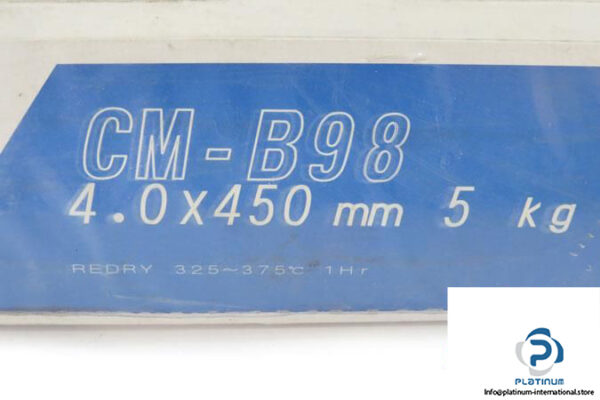 CM-B98
4.0x450 mm 5 kg
REDRY 325~375℃ 1Hr
PLATINUM
Info@platinum-international.store